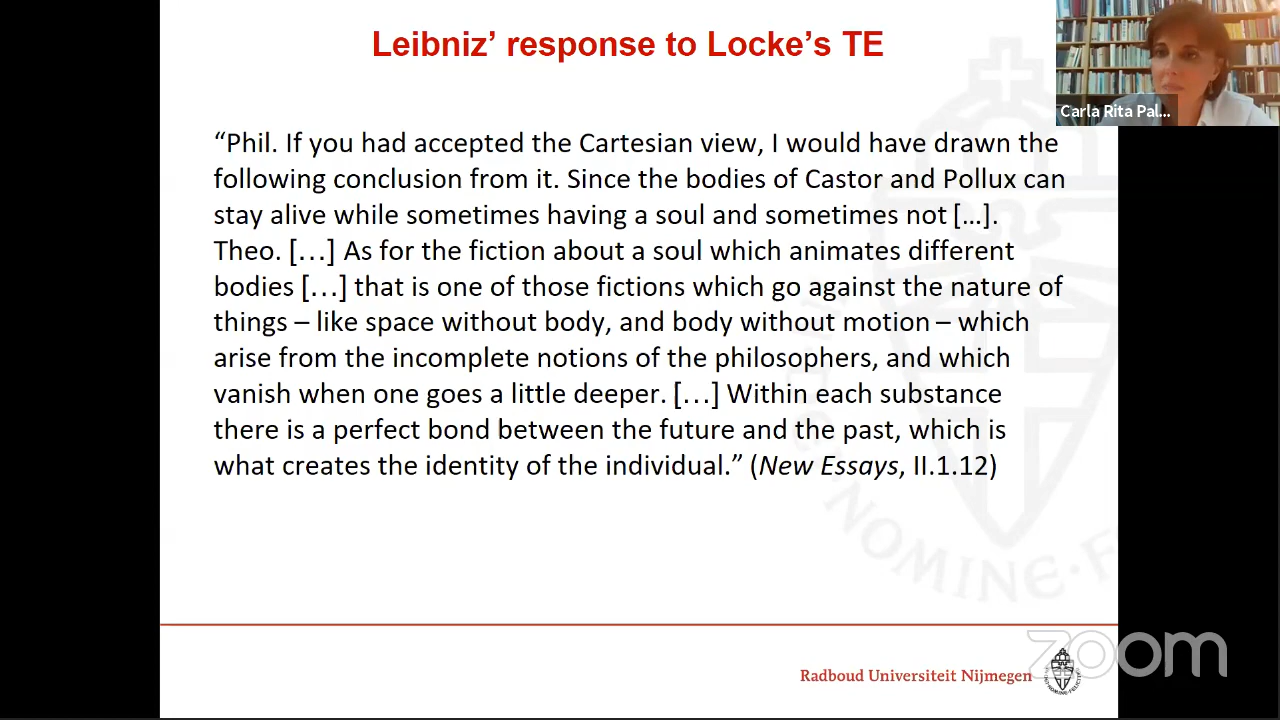 Leibniz’ response to Locke’s TE
Carla Rita Pal...
“Phil. If you had accepted the Cartesian view, I would have drawn the
following conclusion from it. Since the bodies of Castor and Pollux can
stay alive while sometimes having a soul and sometimes not […].
Theo. […] As for the fiction about a soul which animates different
bodies […] that is one of those fictions which go against the nature of
things – like space without body, and body without motion – which
arise from the incomplete notions of the philosophers, and which
vanish when one goes a little deeper. […] Within each substance
there is a perfect bond between the future and the past, which is
what creates the identity of the individual.” (New Essays, II.1.12)
NOMINE·F
zoom
Radboud Universiteit Nijmegen